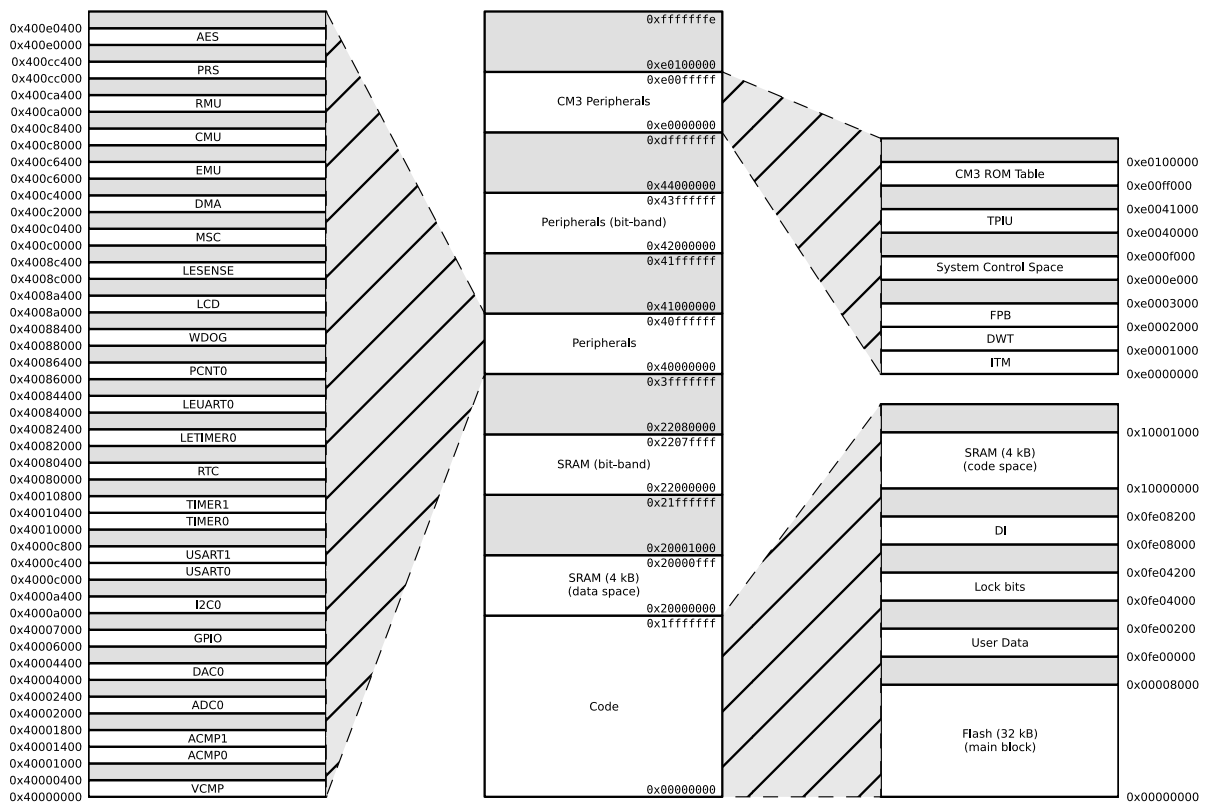 0x400e0400
AES
0x400e0000
0x400cc400
PRS
0x400cc000
0x400ca400
RMU
0x400ca000
0x400c8400
CMU
0x400c8000
0x400c6400
EMU
0x400c6000
0x400c4000
DMA
0x400c2000
0x400c0400
MSC
0x400c0000
0x4008c400
LESENSE
0x4008c000
0x4008a400
LCD
0x4008a000
0x40088400
WDOG
0x40088000
0x40086400
PCNT0
0x40086000
0x40084400
LEUART0
0x40084000
0x40082400
LETIMER0
0x40082000
0x40080400
RTC
0x40080000
0x40010800
TIMER1
0x40010400
TIMER0
0x40010000
0x4000c800
USART1
0x4000c400
USART0
0x4000c000
0x4000a400
I2C0
0x4000a000
0x40007000
GPIO
0x40006000
0x40004400
DAC0
0x40004000
0x40002400
ADC0
0x40002000
0x40001800
ACMP1
0x40001400
ACMP0
0x40001000
0x40000400
VCMP
0x40000000
0xfffffffe
0xe0100000
0xe00fffff
CM3 Peripherals
0xe0000000
0xdfffffff
0x44000000
0x43ffffff
Peripherals (bit-band)
0x42000000
0x41ffffff
0x41000000
0x40ffffff
Peripherals
0x40000000
0x3fffffff
0x22080000
0x2207ffff
SRAM (bit-band)
0x22000000
0x21ffffff
0x20001000
0x20000fff
SRAM (4 kB)
(data space)
0x20000000
0x1fffffff
Code
0x00000000
0xe0100000
CM3 ROM Table
0xe00ff000
0xe0041000
TPIU
0xe0040000
0xe000f000
System Control Space
0xe000e000
0xe0003000
FPB
0xe0002000
DWT
0xe0001000
ITM
0xe0000000
0x10001000
SRAM (4 kB)
(code space)
0x10000000
0x0fe08200
DI
0x0fe08000
0x0fe04200
Lock bits
0x0fe04000
0x0fe00200
User Data
0x0fe00000
0x00008000
Flash (32 kB)
(main block)
0x00000000